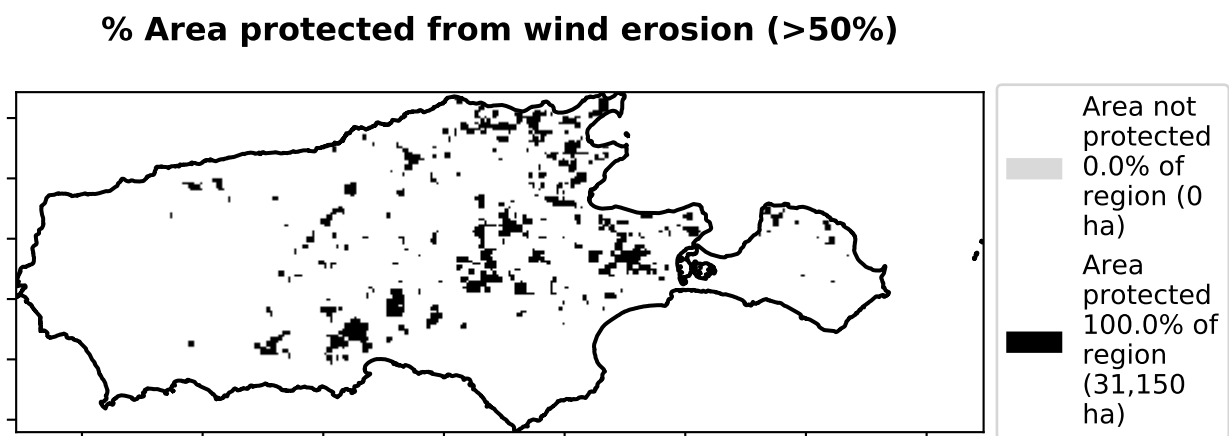 % Area protected from wind erosion (>50%)
Area not
protected
0.0% of
region (0
ha)
Area
protected
100.0% of
region
(31,150
ha)